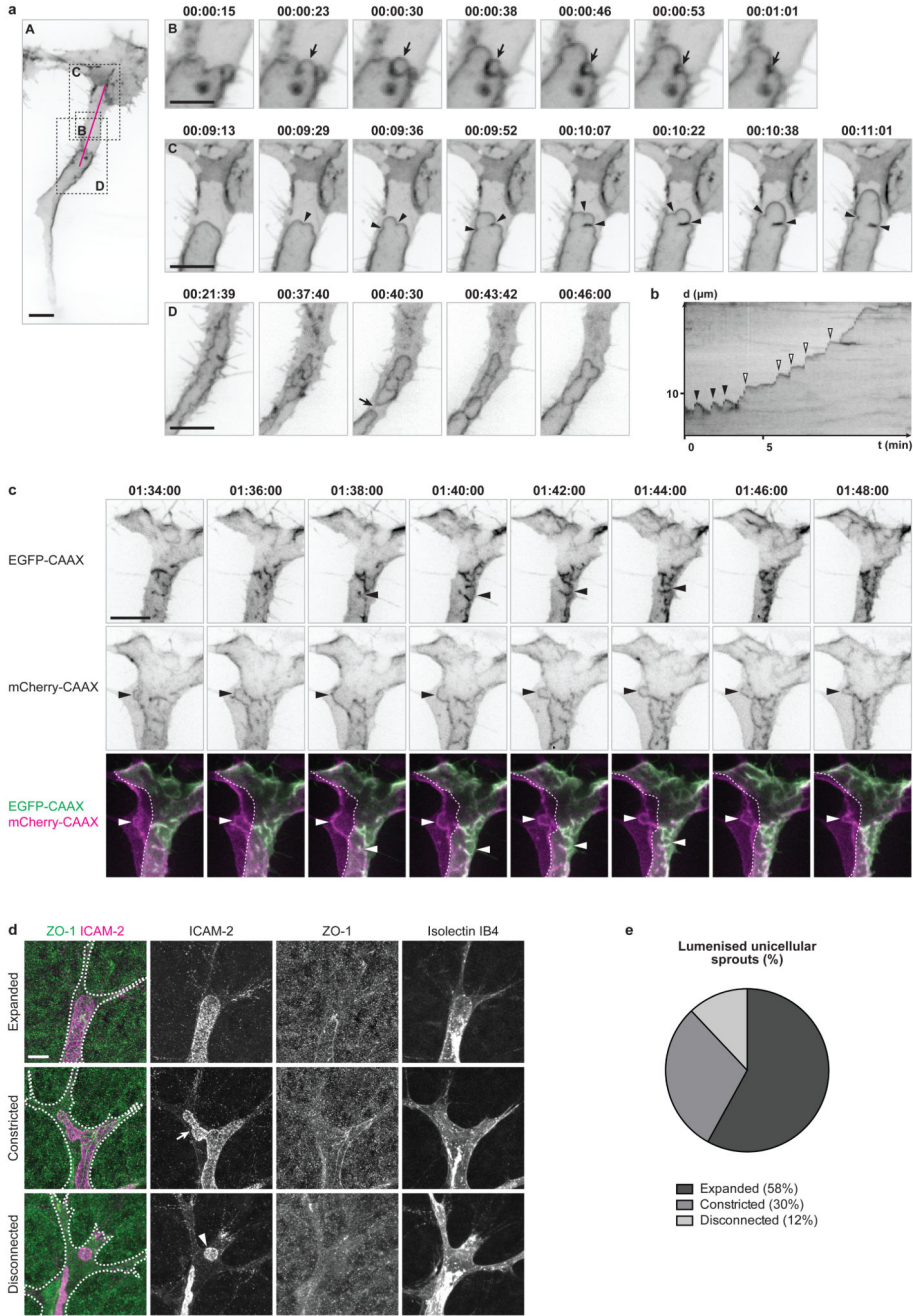 a
A
C
B
D
00:00:15 00:00:23 00:00:30 00:00:38 00:00:46 00:00:53 00:01:01
B
00:09:13 00:09:29 00:09:36 00:09:52 00:10:07 00:10:22 00:10:38 00:11:01
C
00:21:39 00:37:40 00:40:30 00:43:42 00:46:00
D
b
d (µm)
10
0 5 t (min)
c
01:34:00 01:36:00 01:38:00 01:40:00 01:42:00 01:44:00 01:46:00 01:48:00
EGFP-CAAX
mCherry-CAAX
EGFP-CAAX
mCherry-CAAX
d
ZO-1 ICAM-2 ICAM-2 ZO-1 Isolectin IB4
Expanded
Constricted
Disconnected
e
Lumenised unicellular
sprouts (%)
Expanded (58%)
Constricted (30%)
Disconnected (12%)